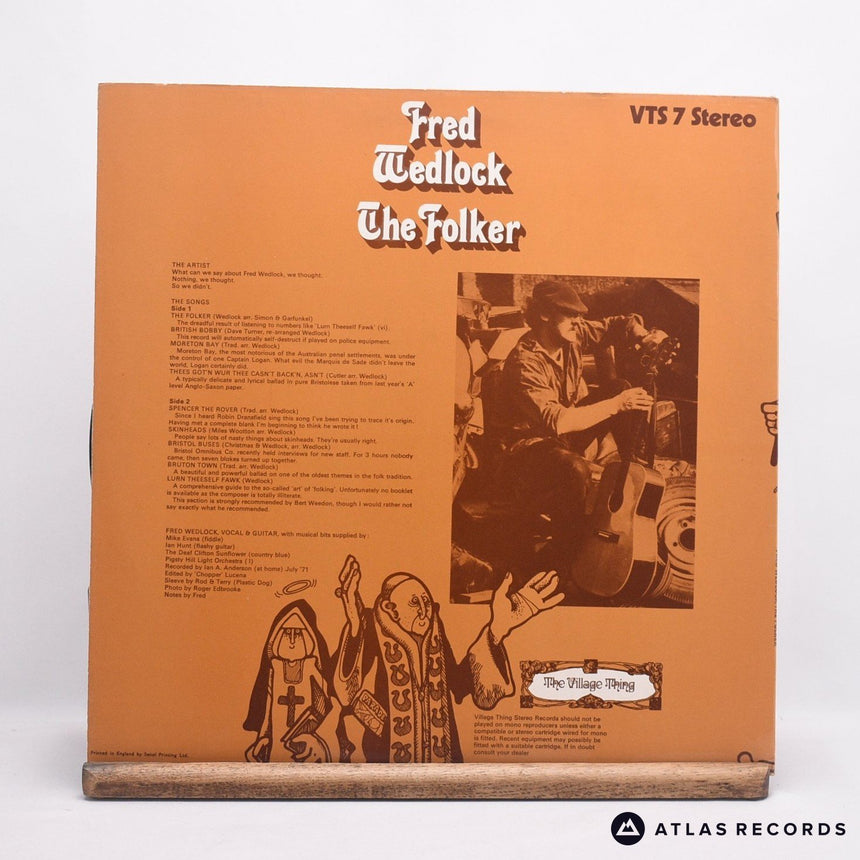 Fred
Wedlock
The Folker
VTS 7 Stereo
THE ARTIST
What can we say about Fred Wedlock, we thought.
Nothing, we thought.
So we didn't.
THE SONGS
Side 1
THE FOLKER (Wedlock arr. Simon & Garfunkel)
The dreadful result of listening to numbers like 'Lurn Theeself Fawk' (vi).
BRITISH BOBBY (Dave Turner, re-arranged Wedlock)
This record will automatically self-destruct if played on police equipment.
MORETON BAY (Trad. arr. Wedlock)
Moreton Bay, the most notorious of the Australian penal settlements, was under
the control of one Captain Logan. What evil the Marquis de Sade didn't leave the
world, Logan certainly did.
THEES GOT'N WUR THEE CASN'T BACK'N, ASN'T (Cutler arr. Wedlock)
A typically delicate and lyrical ballad in pure Bristolese taken from last year's 'A'
level Anglo-Saxon paper.
Side 2
SPENCER THE ROVER (Trad. arr. Wedlock)
Since I heard Robin Dransfield sing this song I've been trying to trace it's origin.
Having met a complete blank I'm beginning to think he wrote it!
SKINHEADS (Miles Wootton arr. Wedlock)
People say lots of nasty things about skinheads. They're usually right.
BRISTOL BUSES (Christmas & Wedlock, arr. Wedlock)
Bristol Omnibus Co. recently held interviews for new staff. For 3 hours nobody
came, then seven blokes turned up together.
BRUTON TOWN (Trad. arr. Wedlock)
A beautiful and powerful ballad on one of the oldest themes in the folk tradition.
LURN THEESELF FAWK (Wedlock)
A comprehensive guide to the so-called 'art' of 'folking'. Unfortunately no booklet
is available as the composer is totally illiterate.
This section is strongly recommended by Bert Weedon, though I would rather not
say exactly what he recommended.
FRED WEDLOCK, VOCAL & GUITAR, with musical bits supplied by:
Mike Evans (fiddle)
Ian Hunt (flashy guitar)
The Deaf Clifton Sunflower (country blue)
Pigsty Hill Light Orchestra (!)
Recorded by Ian A. Anderson (at home) July '71
Edited by 'Chopper' Lucena
Sleeve by Rod & Terry (Plastic Dog)
Photo by Roger Edbrooke
Notes by Fred
The Village Thing
Village Thing Stereo Records should not be
played on mono reproducers unless either a
compatible or stereo cartridge wired for mono
is fitted. Recent equipment may possibly be
fitted with a suitable cartridge. If in doubt
consult your dealer
Printed in England by Senol Printing Ltd.
ATLAS RECORDS